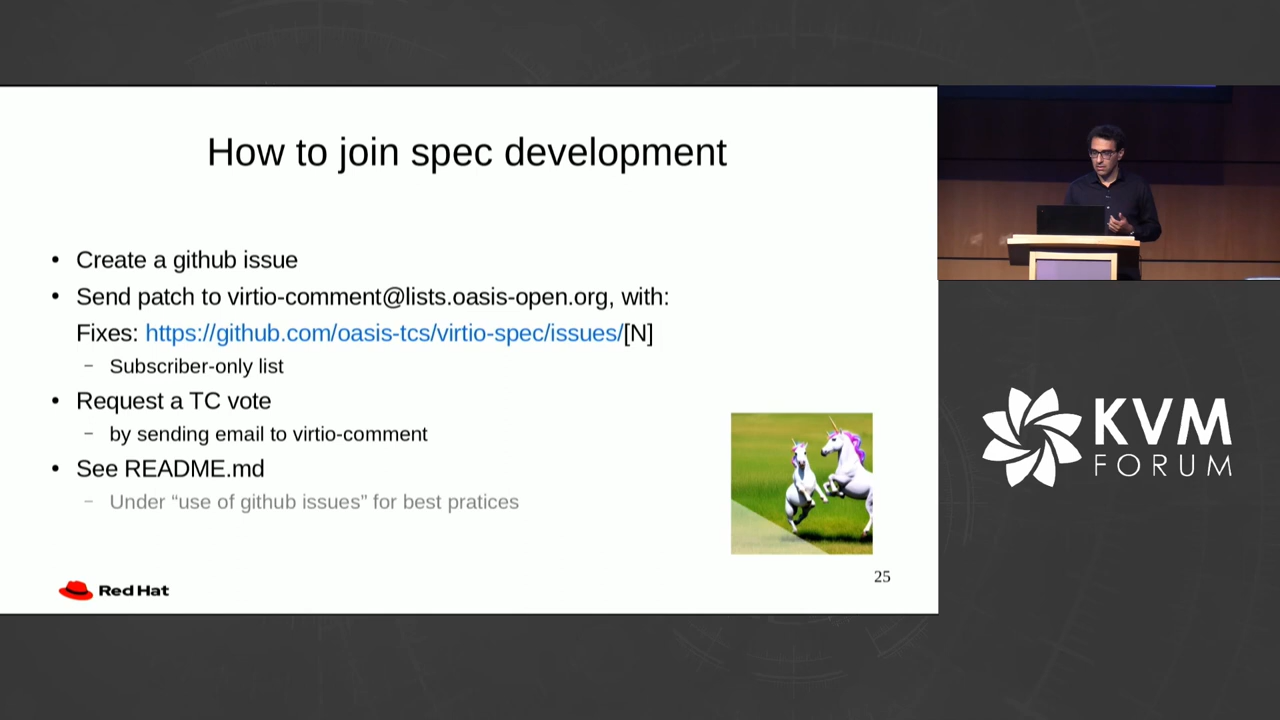 How to join spec development
• Create a github issue
• Send patch to virtio-comment@lists.oasis-open.org, with:
Fixes: https://github.com/oasis-tcs/virtio-spec/issues/[N]
– Subscriber-only list
• Request a TC vote
– by sending email to virtio-comment
• See README.md
– Under “use of github issues” for best pratices
Red Hat
25
KVM
FORUM